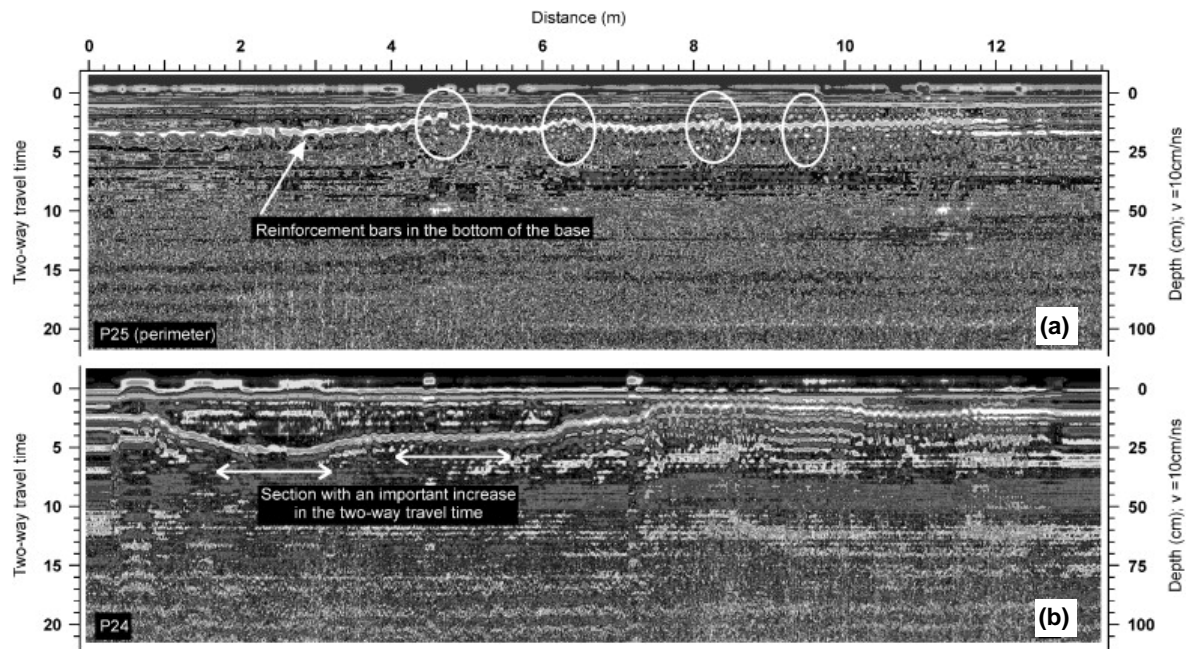 Distance (m)
0 2 4 6 8 10 12
Two-way travel time
0
5
10
15
20
Reinforcement bars in the bottom of the base
P25 (perimeter)
(a)
0
25
50
75
100
Depth (cm); v =10cm/ns
Two-way travel time
0
5
10
15
20
Section with an important increase
in the two-way travel time
P24
(b)
0
25
50
75
100
Depth (cm); v =10cm/ns